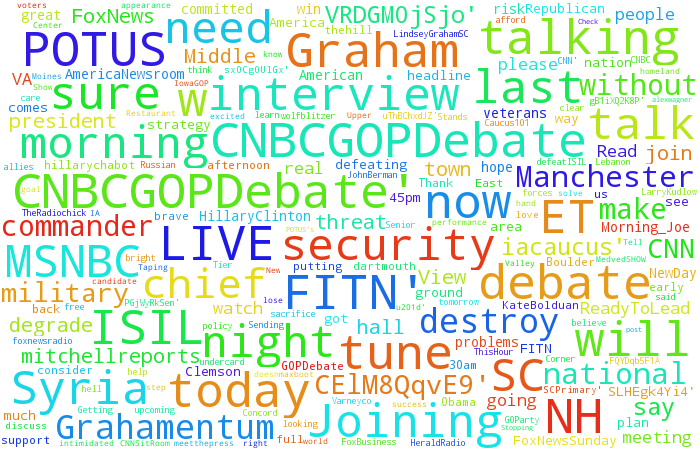 voters FoxNews committed win VRDGMOjSjo' riskRepublican
Center appearance great need America thehill LindseyGrahamSC afford people Check
POTUS Middle Graham talking
VA AmericaNewsroom sxOCgOUlGx' American headline please nation CNBC homeland
Moines Show think IowaGOP CNN'
sure w interview last without
comes care Restaurant excited learn wolfblitzer Upper uThBChxdJZ' Stands veterans Caucus101 clear gB1iXQ2K8P' alexwagner
president strategy way
morning CNBCGOPDebate talk
allies hillarychabot Russian afternoon real defeating hope town Read defeatISIL Lebanon join
JohnBerman Thank East us LarryKudlow
CNBCGOPDebate' 45pm Manchester
goal now forces solve make see
TheRadiochick IA brave HillaryClinton threat area hand love ET Morning_Joe
commander LIVE security performance iacaucus' Tell CNN
POTUS's Valley MedvedSHOW
MSNBC bright Taping Senior View Boulder NewDay
chief FITN' putting dartmouth debate early said
military candidate Tier New lose ground KateBolduan ReadyToLead
back free PGjWyRkSen' watch sacrifice u201d' tomorrow believe post
degrade ISIL foxnewsradio policy Sending got hall destroy will
night ThisHour FITN
mitchellreports undercard GOPDebate tune problems 30am Corner FQYDqbSF1A
consider hell help Clemson SC national
Syria step today doesnmaxboot CElM8QqvE9' going SCPrimary' SLHEgk4Yi4'
much Getting upcoming Obama GOParty say
discuss Concord Varneyco success NH plan
Grahamentum looking Joining Stopping
support intimidated CNNSitRoom meetthepress right full world FoxBusiness HeraldRadio FoxNewsSunday meeting